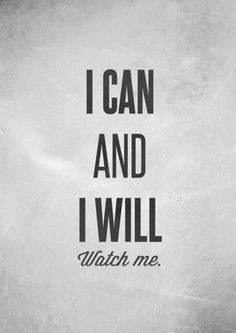 I CAN
AND
I WILL
Watch me.